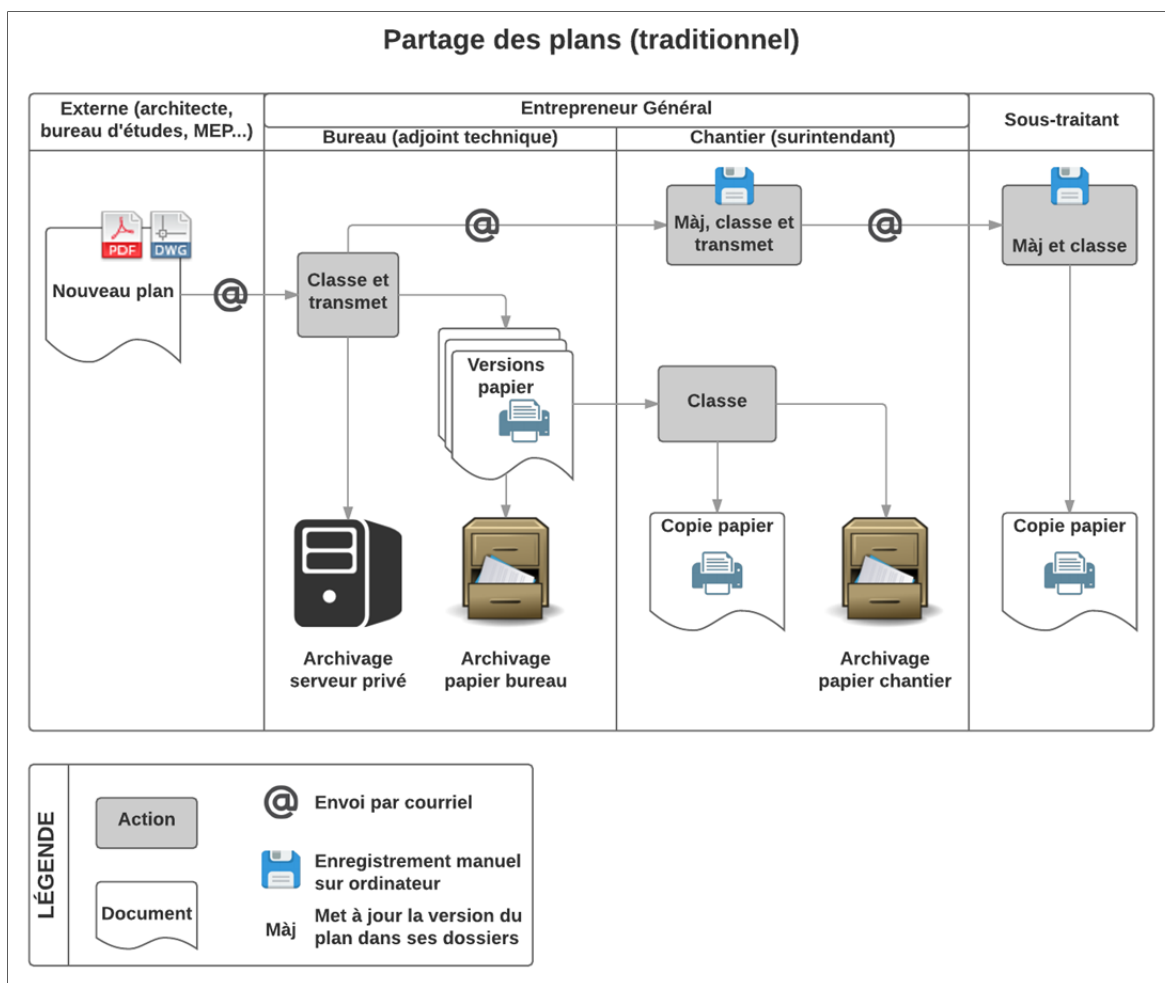 Partage des plans (traditionnel)
Externe (architecte,
bureau d'études, MEP...)
Entrepreneur Général
Bureau (adjoint technique)
Chantier (surintendant)
Sous-traitant
PDF
DWG
Nouveau plan
@
Classe et
transmet
@
Màj, classe et
transmet
@
Màj et classe
Versions
papier
Classe
Copie papier
Copie papier
Archivage
serveur privé
Archivage
papier bureau
Archivage
papier chantier
LÉGENDE
Action
Document
@ Envoi par courriel
Enregistrement manuel
sur ordinateur
Màj Met à jour la version du
plan dans ses dossiers